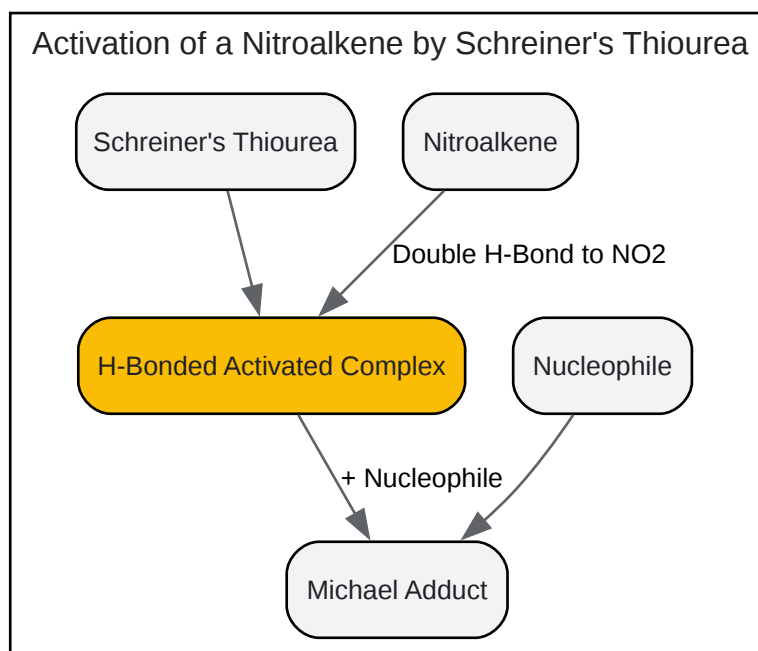 Activation of a Nitroalkene by Schreiner's Thiourea
Schreiner's Thiourea
Nitroalkene
Double H-Bond to NO2
H-Bonded Activated Complex
Nucleophile
+ Nucleophile
Michael Adduct